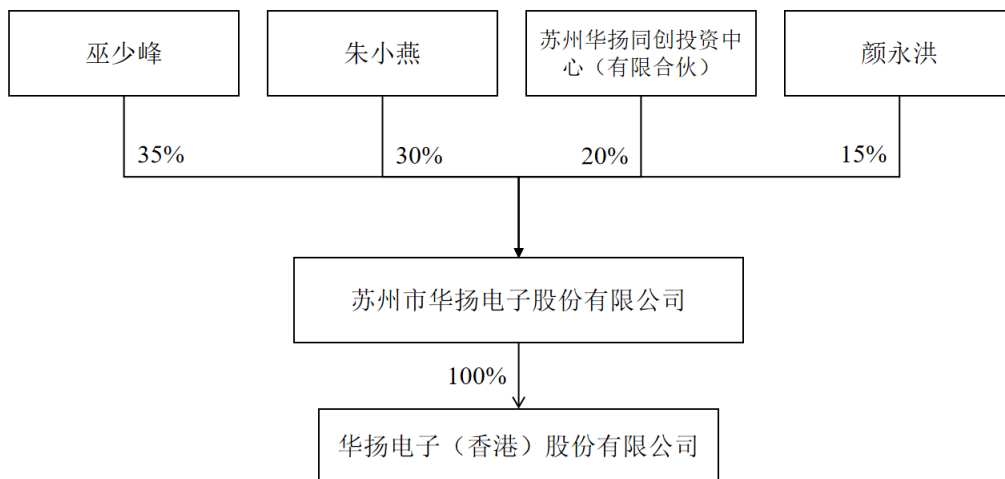 巫少峰
朱小燕
苏州华扬同创投资中
心（有限合伙）
颜永洪
35%
30%
20%
15%
苏州市华扬电子股份有限公司
100%
华扬电子（香港）股份有限公司